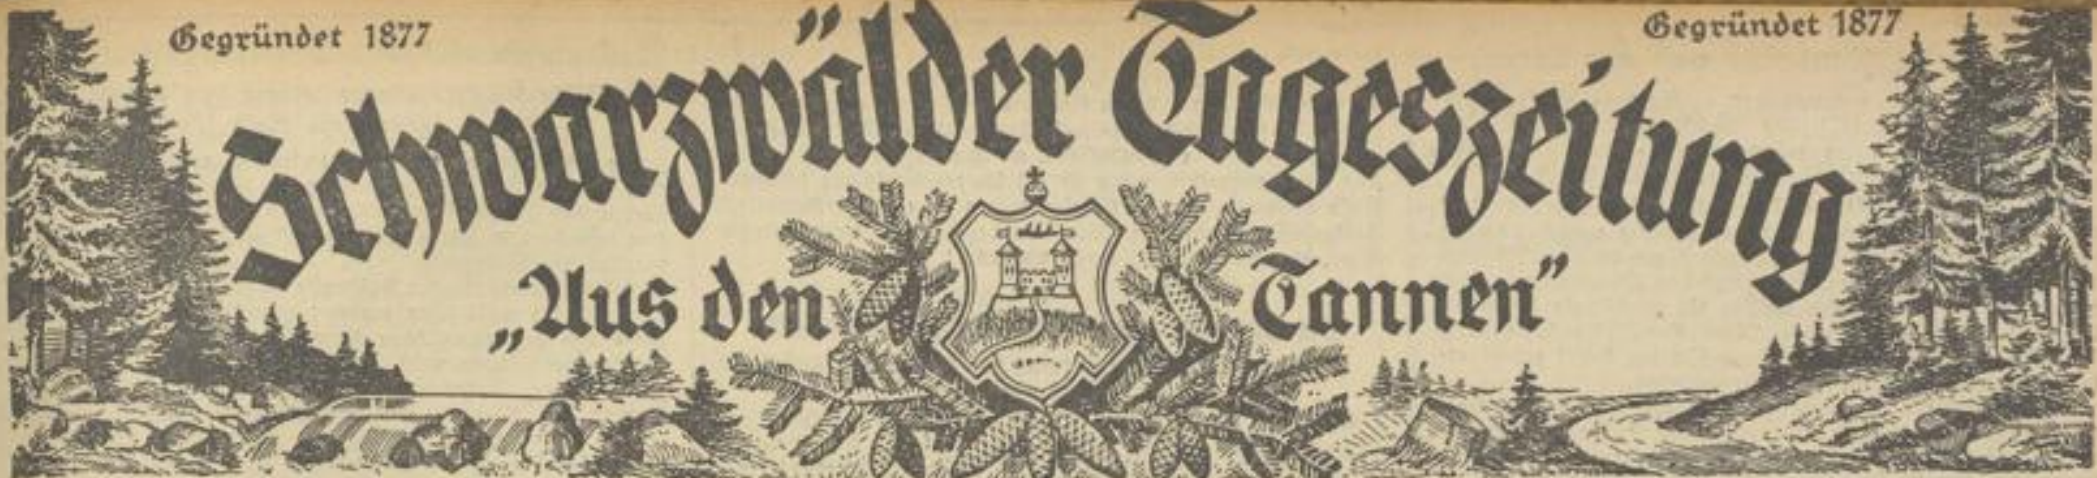 Gegründet 1877
Gegründet 1877
Schwarzwälder Tageszeitung
„Aus den Tannen"